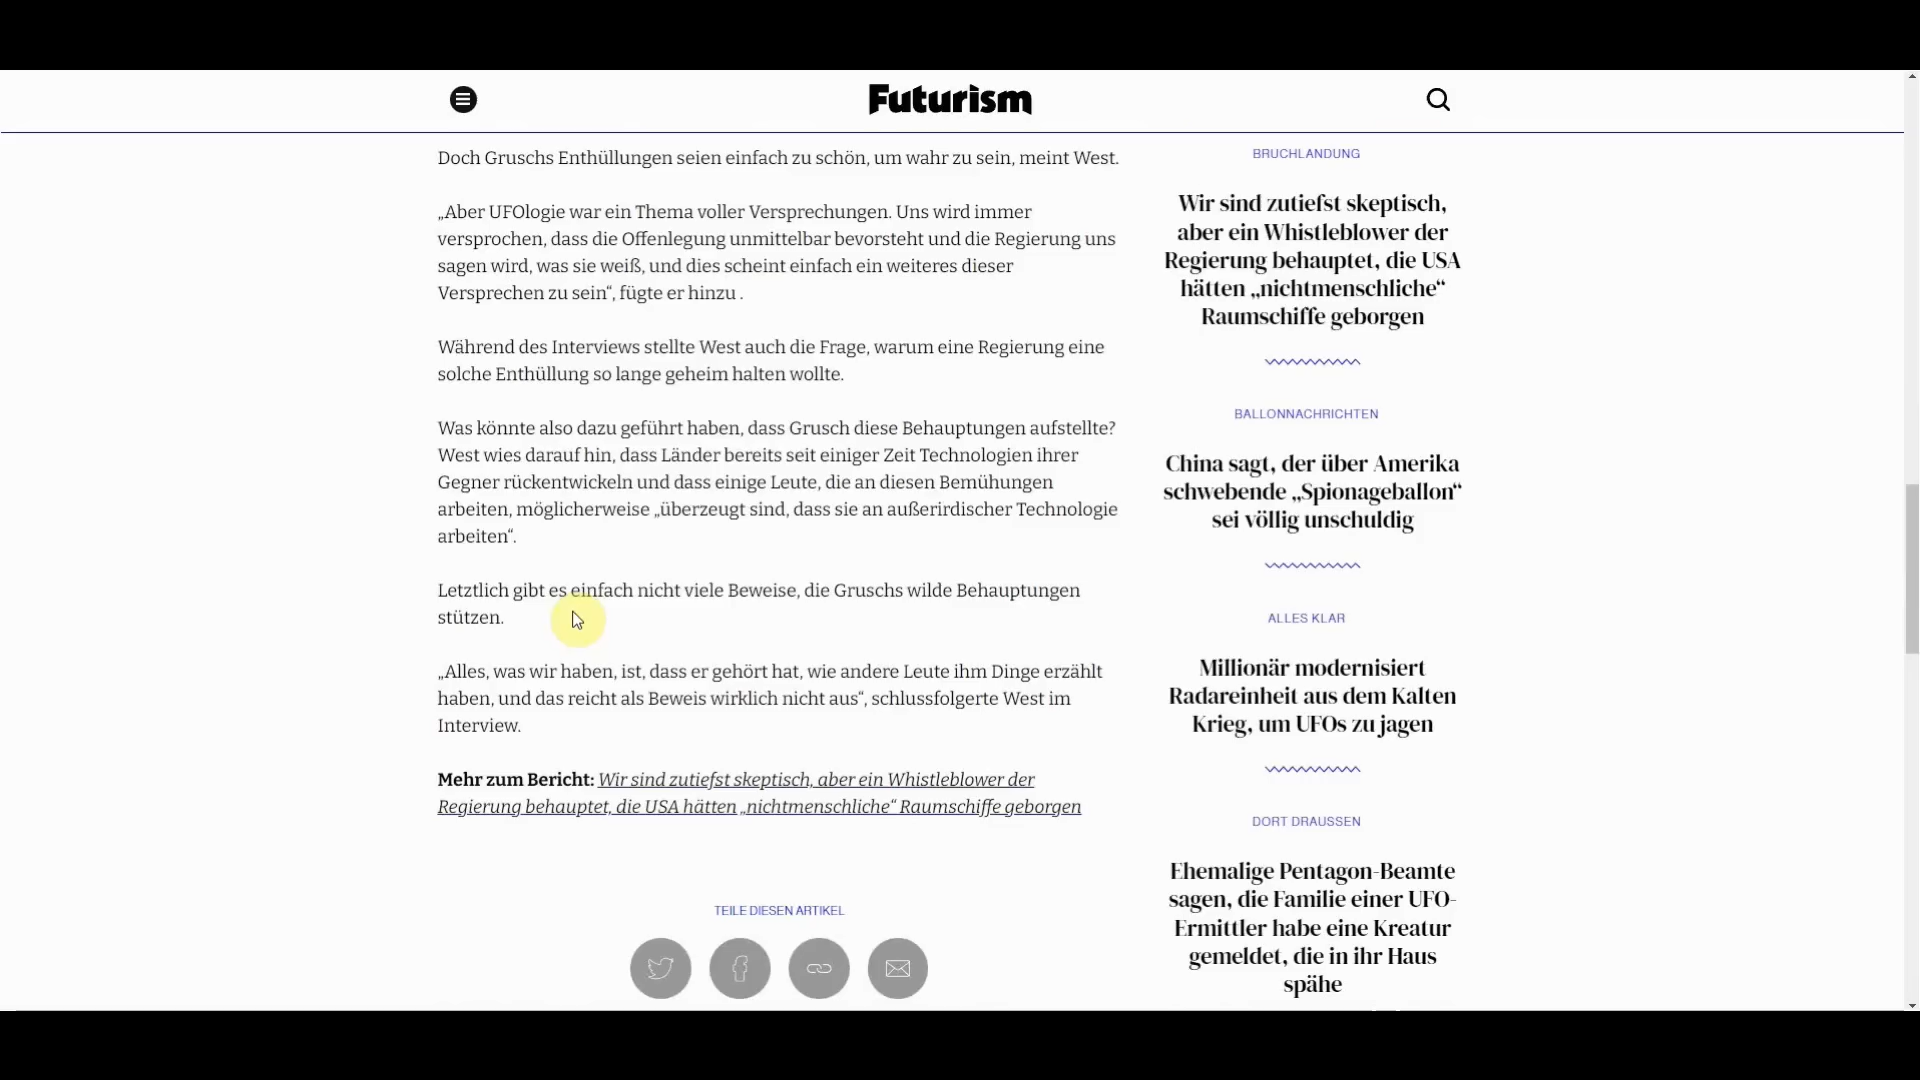 Futurism
Doch Gruschs Enthüllungen seien einfach zu schön, um wahr zu sein, meint West.
„Aber UFOlogie war ein Thema voller Versprechungen. Uns wird immer
versprochen, dass die Offenlegung unmittelbar bevorsteht und die Regierung uns
sagen wird, was sie weiß, und dies scheint einfach ein weiteres dieser
Versprechen zu sein“, fügte er hinzu .
Während des Interviews stellte West auch die Frage, warum eine Regierung eine
solche Enthüllung so lange geheim halten wollte.
Was könnte also dazu geführt haben, dass Grusch diese Behauptungen aufstellte?
West wies darauf hin, dass Länder bereits seit einiger Zeit Technologien ihrer
Gegner rückentwickeln und dass einige Leute, die an diesen Bemühungen
arbeiten, möglicherweise „überzeugt sind, dass sie an außerirdischer Technologie
arbeiten“.
Letztlich gibt es einfach nicht viele Beweise, die Gruschs wilde Behauptungen
stützen.
„Alles, was wir haben, ist, dass er gehört hat, wie andere Leute ihm Dinge erzählt
haben, und das reicht als Beweis wirklich nicht aus“, schlussfolgerte West im
Interview.
Mehr zum Bericht: Wir sind zutiefst skeptisch, aber ein Whistleblower der
Regierung behauptet, die USA hätten „nichtmenschliche“ Raumschiffe geborgen
TEILE DIESEN ARTIKEL
BRUCHLANDUNG
Wir sind zutiefst skeptisch,
aber ein Whistleblower der
Regierung behauptet, die USA
hätten „nichtmenschliche“
Raumschiffe geborgen
BALLONNACHRICHTEN
China sagt, der über Amerika
schwebende „Spionageballon“
sei völlig unschuldig
ALLES KLAR
Millionär modernisiert
Radareinheit aus dem Kalten
Krieg, um UFOs zu jagen
DORT DRAUSSEN
Ehemalige Pentagon-Beamte
sagen, die Familie einer UFO-
Ermittler habe eine Kreatur
gemeldet, die in ihr Haus
spähe